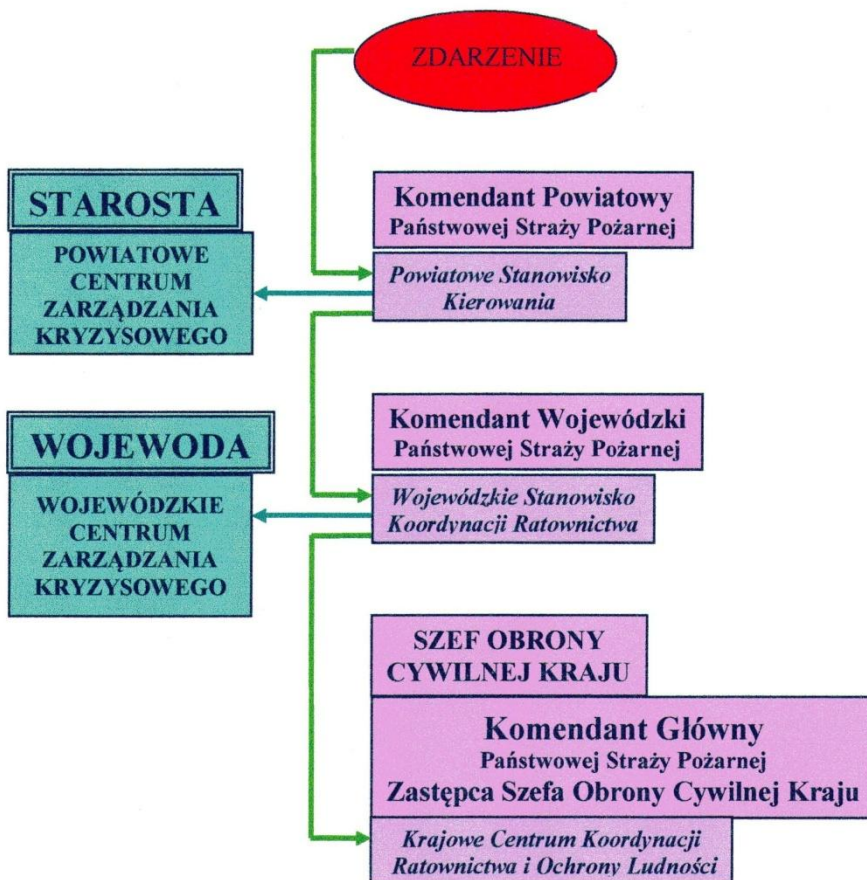 ZDARZENIE
STAROSTA
POWIATOWE
CENTRUM
ZARZĄDZANIA
KRYZYSOWEGO
Komendant Powiatowy
Państwowej Straży Pożarnej
Powiatowe Stanowisko
Kierowania
WOJEWODA
WOJEWÓDZKIE
CENTRUM
ZARZĄDZANIA
KRYZYSOWEGO
Komendant Wojewódzki
Państwowej Straży Pożarnej
Wojewódzkie Stanowisko
Koordynacji Ratownictwa
SZEF OBRONY
CYWILNEJ KRAJU
Komendant Główny
Państwowej Straży Pożarnej
Zastępca Szefa Obrony Cywilnej Kraju
Krajowe Centrum Koordynacji
Ratownictwa i Ochrony Ludności